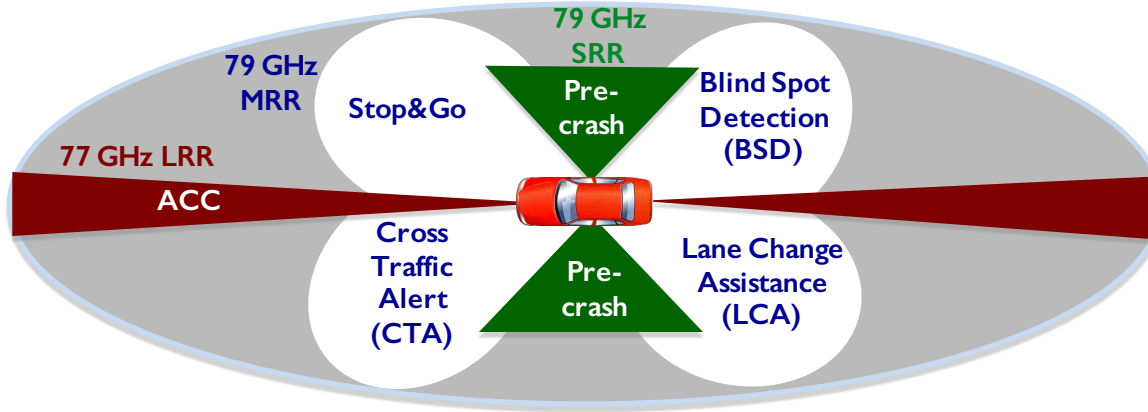 79 GHz
SRR
79 GHz
MRR
Stop&Go
Pre-
crash
Blind Spot
Detection
(BSD)
77 GHz LRR
ACC
Cross
Traffic
Alert
(CTA)
Pre-
crash
Lane Change
Assistance
(LCA)